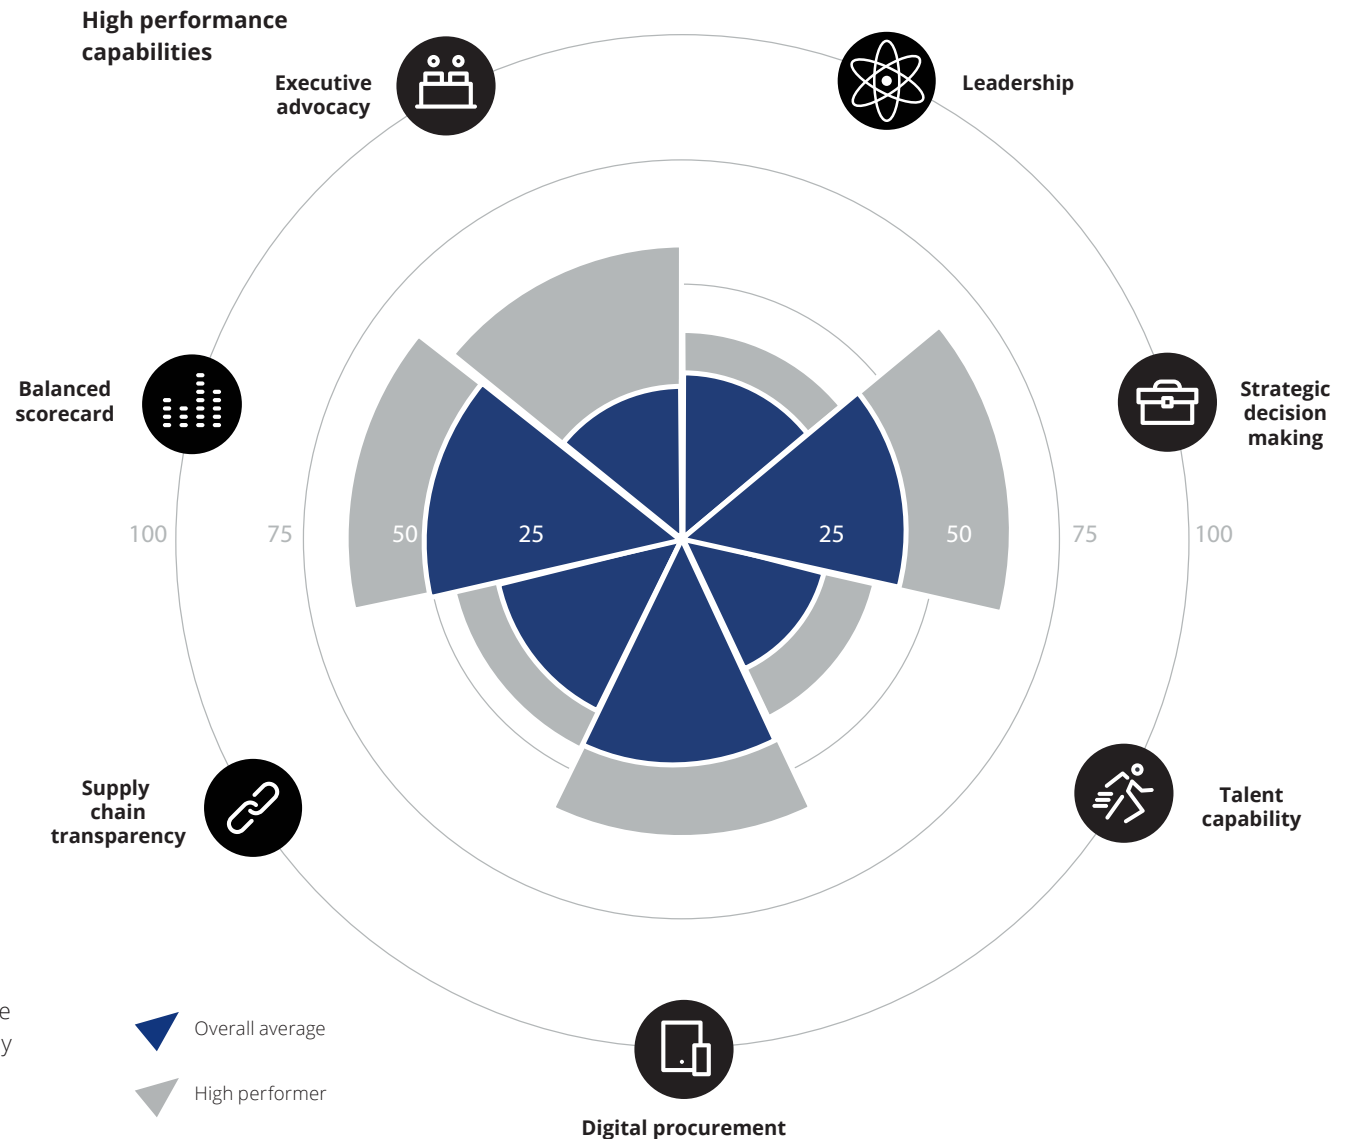 High performance
capabilities
Executive
advocacy
Leadership
Balanced
scorecard
Strategic
decision
making
100
75
50
25
25
50
75
100
Supply
chain
transparency
Talent
capability
e
y
Overall average
High performer
Digital procurement